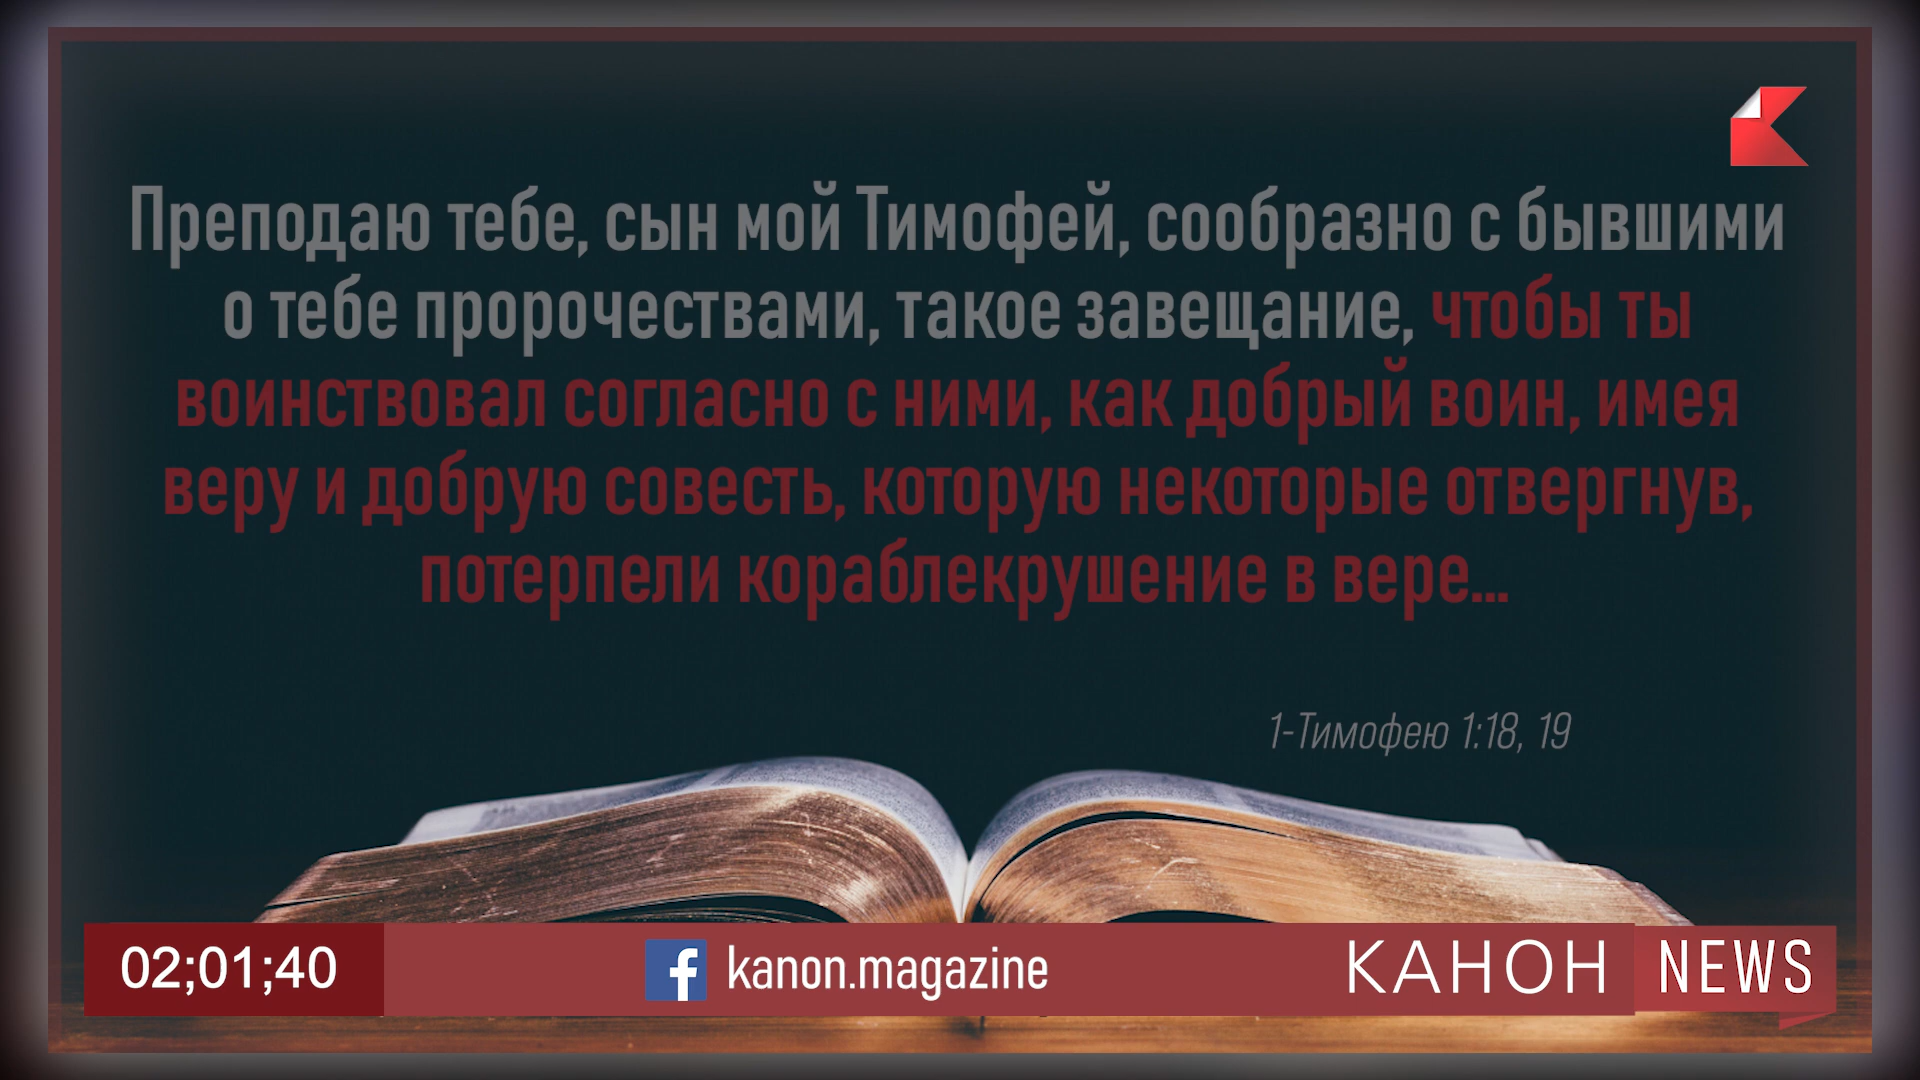 Преподаю тебе, сын мой Тимофей, сообразно с бывшими
о тебе пророчествами, такое завещание, чтобы ты
воинствовал согласно с ними, как добрый воин, имея
веру и добрую совесть, которую некоторые отвергнув,
потерпели кораблекрушение в вере...
1-Тимофею 1:18, 19
02;01;40
kanon.magazine
КАНОН NEWS